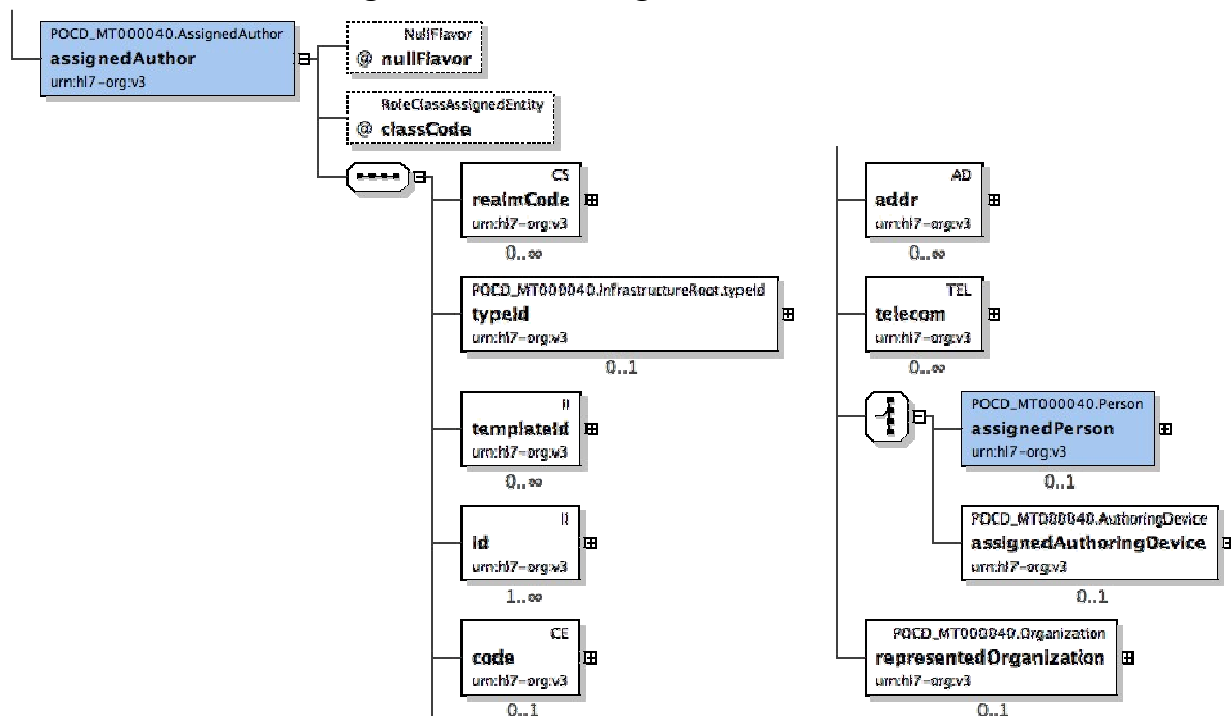 POCD_MT000040.AssignedAuthor
assignedAuthor
urn:hl7-org:v3
NullFlavor
@ nullFlavor
RoleClassAssignedEntity
@ classCode
CS
realmCode
urn:hl7-org:v3
0..∞
POCD_MT000040.InfrastructureRoot.typeId
typeId
urn:hl7-org:v3
0..1
II
templateId
urn:hl7-org:v3
0..∞
II
id
urn:hl7-org:v3
1..∞
CE
code
urn:hl7-org:v3
0..1
AD
addr
urn:hl7-org:v3
0..∞
TEL
telecom
urn:hl7-org:v3
0..∞
POCD_MT000040.Person
assignedPerson
urn:hl7-org:v3
0..1
POCD_MT000040.AuthoringDevice
assignedAuthoringDevice
urn:hl7-org:v3
0..1
POCD_MT000040.Organization
representedOrganization
urn:hl7-org:v3
0..1